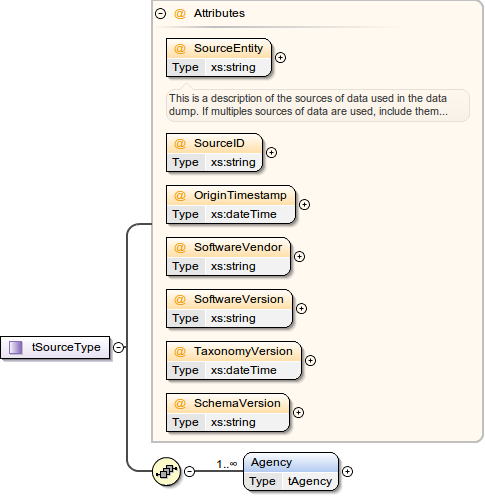 @ Attributes
@ SourceEntity
Type xs:string
This is a description of the sources of data used in the data
dump. If multiples sources of data are used, include them...
@ SourceID
Type xs:string
@ OriginTimestamp
Type xs:dateTime
@ SoftwareVendor
Type xs:string
@ SoftwareVersion
Type xs:string
tSourceType
@ TaxonomyVersion
Type xs:dateTime
@ SchemaVersion
Type xs:string
1..∞
Agency
Type tAgency